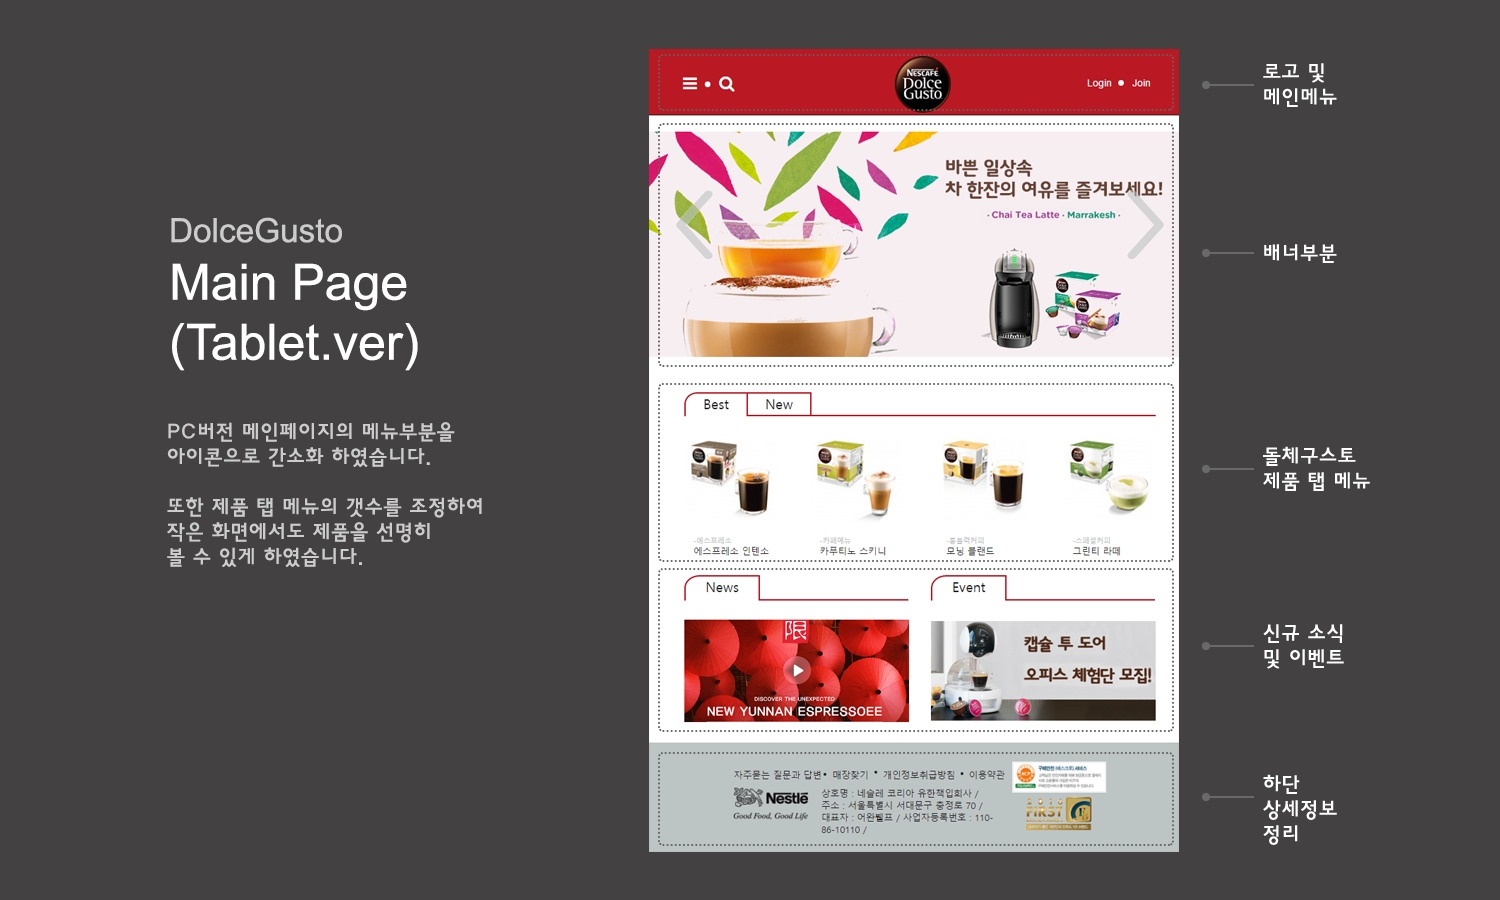 DolceGusto
Main Page
(Tablet.ver)
PC버전 메인페이지의 메뉴부분을
아이콘으로 간소화 하였습니다.
또한 제품 탭 메뉴의 갯수를 조정하여
작은 화면에서도 제품을 선명히
볼 수 있게 하였습니다.
NESCAFÉ
Dolce
Gusto
Login
Join
로고 및
메인메뉴
바쁜 일상속
차 한잔의 여유를 즐겨보세요!
· Chai Tea Latte · Marrakesh ·
배너부분
Best
New
-에스프레소
에스프레소 인텐소
-카페메뉴
카푸티노 스키니
-홈블랙커피
모닝 블랜드
-스페셜커피
그린티 라떼
돌체구스토
제품 탭 메뉴
News
限
DISCOVER THE UNEXPECTED
NEW YUNNAN ESPRESSOEE
Event
캡슐 투 도어
오피스 체험단 모집!
신규 소식
및 이벤트
자주묻는 질문과 답변• 매장찾기 • 개인정보취급방침 • 이용약관
Nestle
Good Food, Good Life
상호명 : 네슬레 코리아 유한책입회사 /
주소 : 서울특별시 서대문구 충정로 70 /
대표자 : 어완뷀프 / 사업자등록번호 : 110-
86-10110 /
FIRST
하단
상세정보
정리